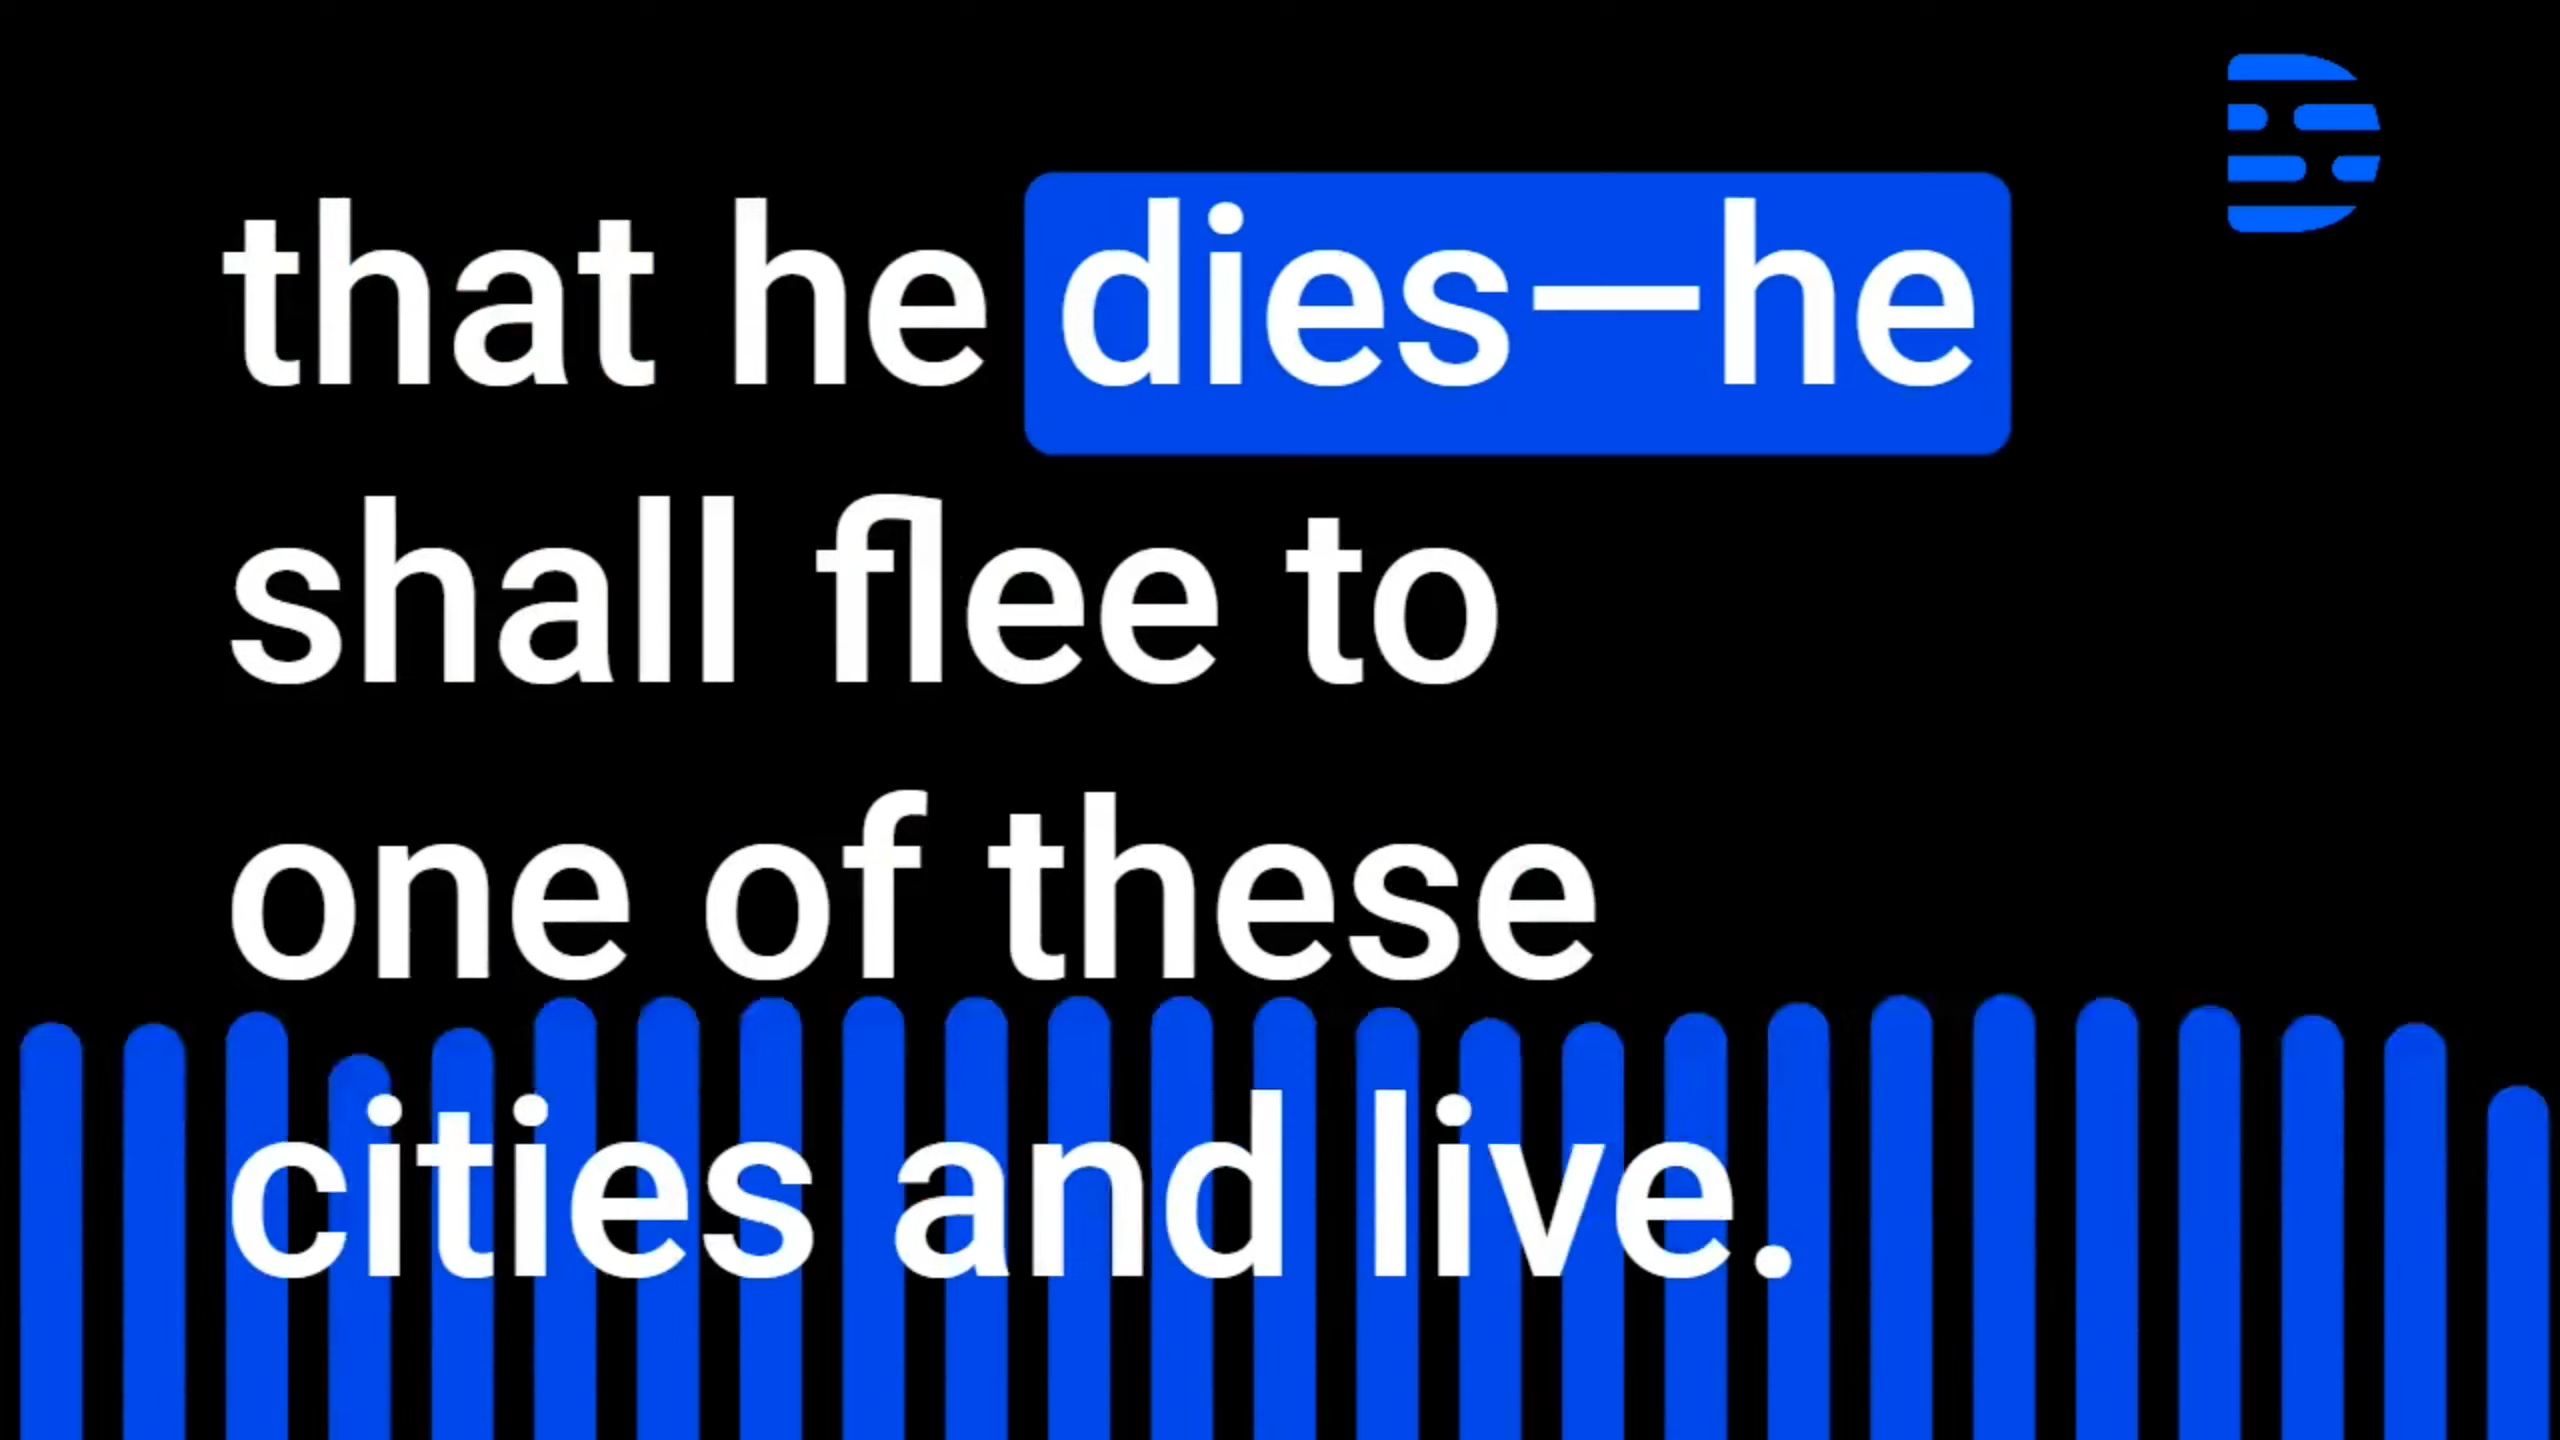 that he dies—he
shall flee to
one of these
cities and live.